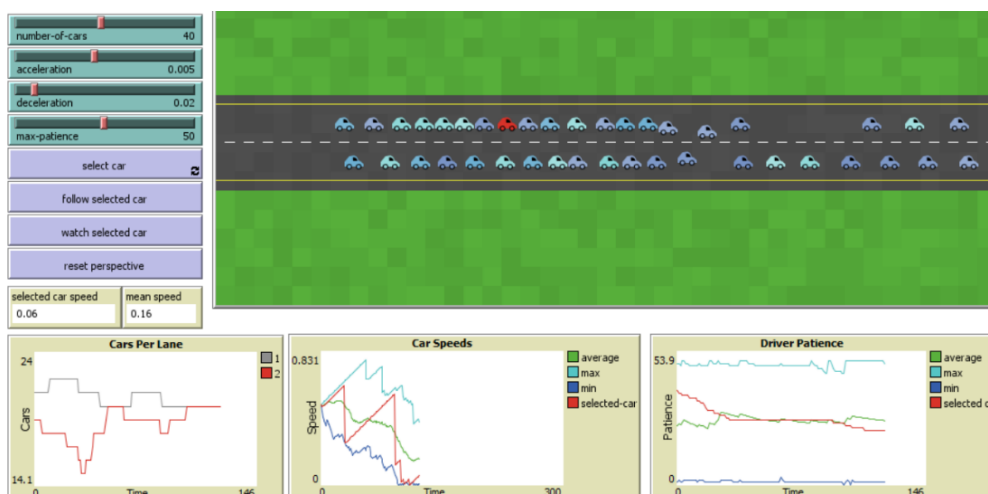 number-of-cars 40
acceleration 0.005
deceleration 0.02
max-patience 50
select car
follow selected car
watch selected car
reset perspective
selected car speed
0.06
mean speed
0.16
Cars Per Lane
24
14.1
Cars
Time
146
1
2
Car Speeds
0.831
0
Speed
0
Time
300
average
max
min
selected-car
Driver Patience
53.9
0
Patience
0
Time
146
average
max
min
selected c